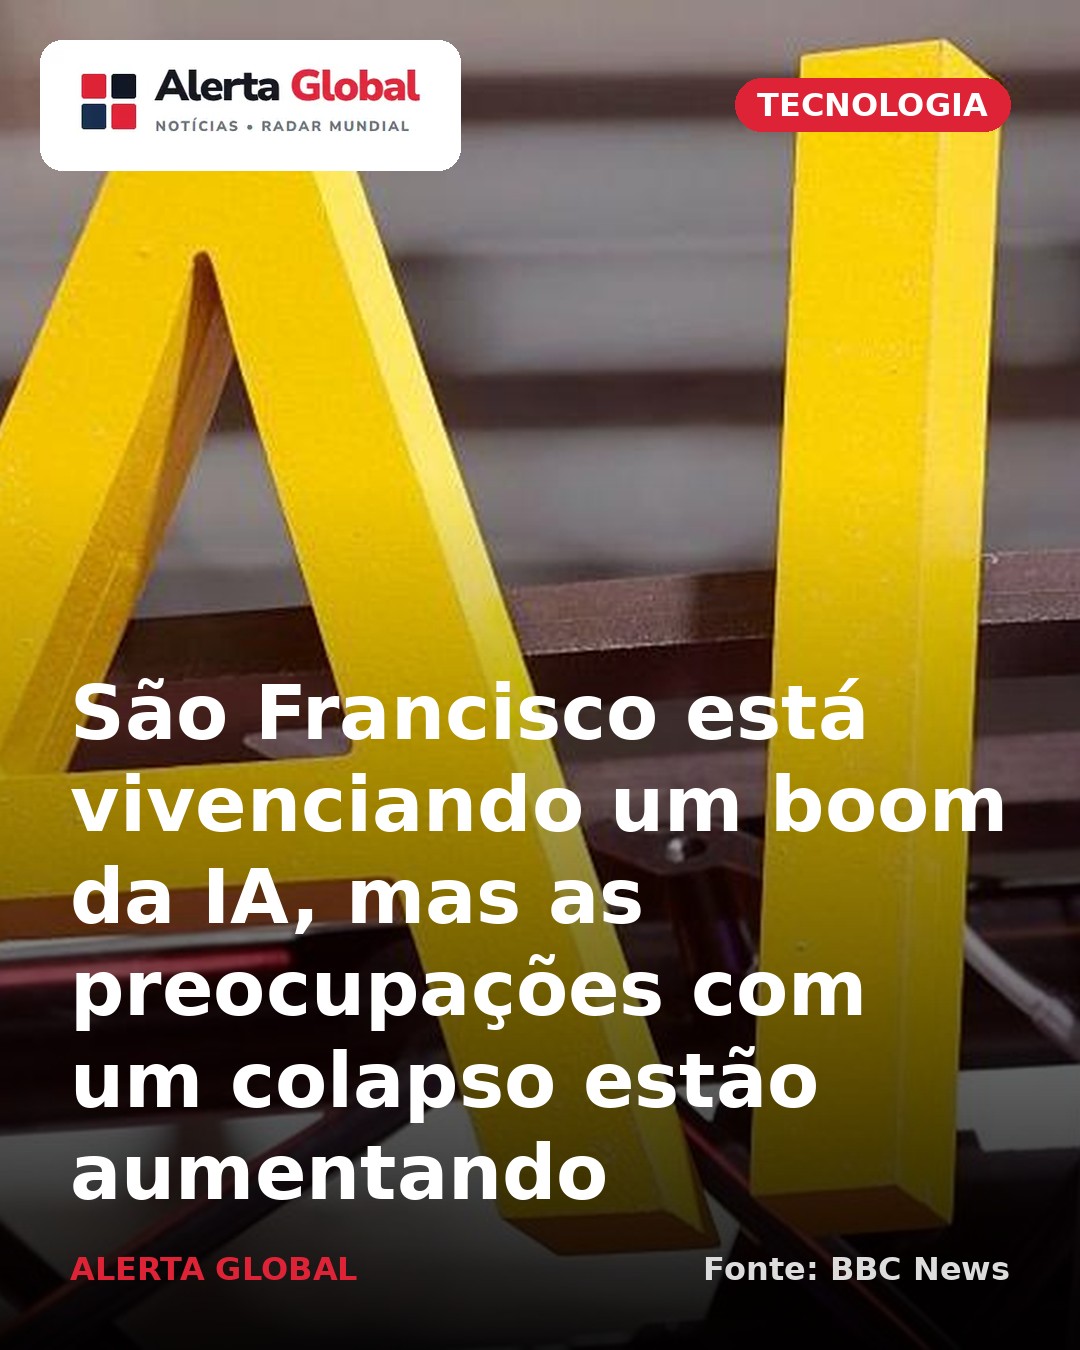 Alerta Global
NOTÍCIAS • RADAR MUNDIAL
TECNOLOGIA
AI
São Francisco está
vivenciando um boom
da IA, mas as
preocupações com
um colapso estão
aumentando
ALERTA GLOBAL
Fonte: BBC News